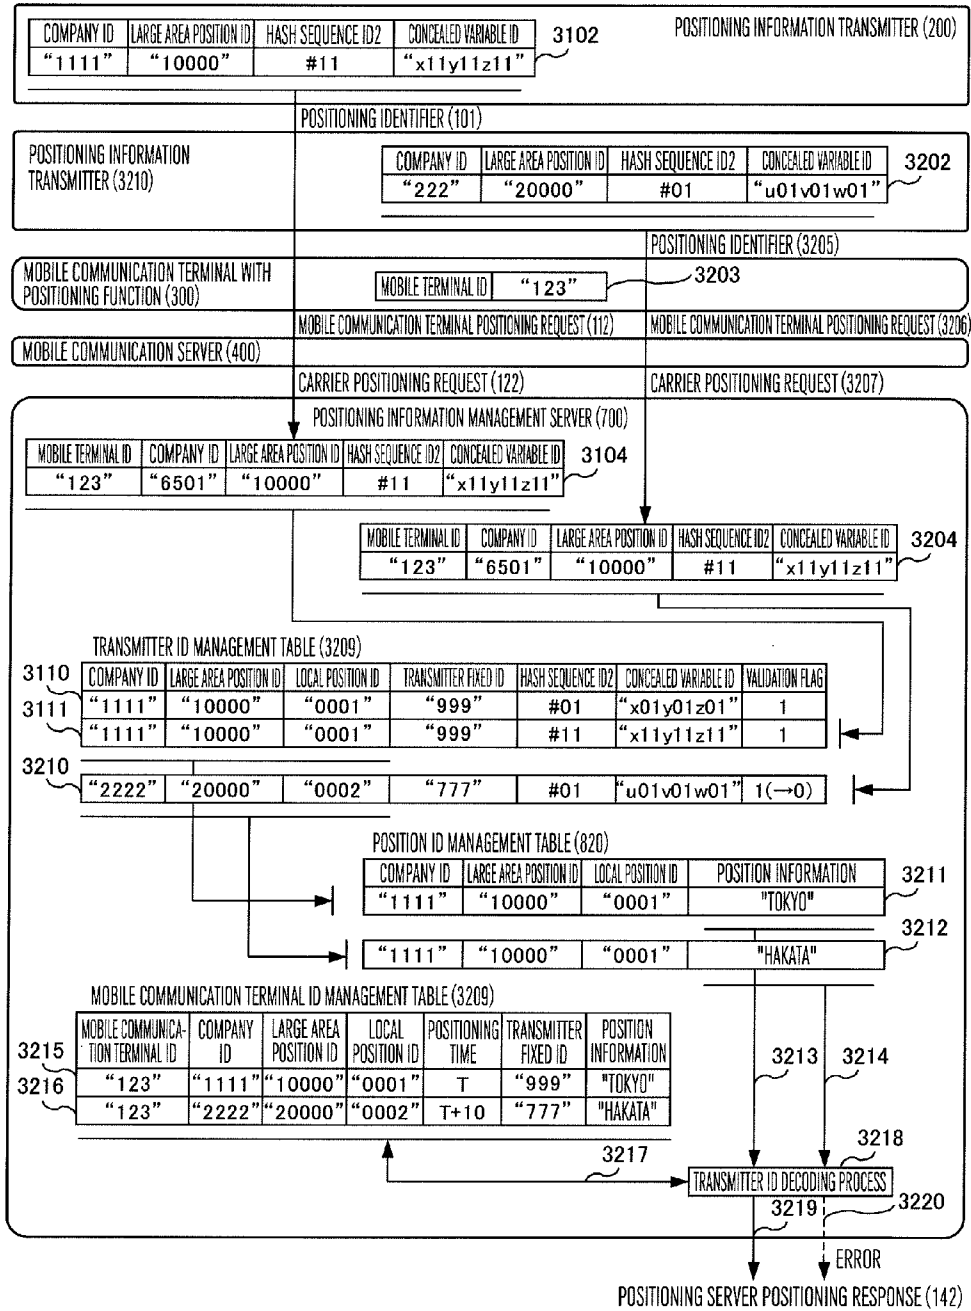 POSITIONING INFORMATION TRANSMITTER (200)
COMPANY ID LARGE AREA POSITION ID HASH SEQUENCE ID2 CONCEALED VARIABLE ID
“1111” “10000” #11 “x11y11z11”
3102
POSITIONING IDENTIFIER (101)
POSITIONING INFORMATION
TRANSMITTER (3210)
COMPANY ID LARGE AREA POSITION ID HASH SEQUENCE ID2 CONCEALED VARIABLE ID
“222” “20000” #01 “u01v01w01”
3202
POSITIONING IDENTIFIER (3205)
MOBILE COMMUNICATION TERMINAL WITH
POSITIONING FUNCTION (300)
MOBILE TERMINAL ID “123”
3203
MOBILE COMMUNICATION TERMINAL POSITIONING REQUEST (112)
MOBILE COMMUNICATION TERMINAL POSITIONING REQUEST (3206)
MOBILE COMMUNICATION SERVER (400)
CARRIER POSITIONING REQUEST (122)
CARRIER POSITIONING REQUEST (3207)
POSITIONING INFORMATION MANAGEMENT SERVER (700)
MOBILE TERMINAL ID COMPANY ID LARGE AREA POSITION ID HASH SEQUENCE ID2 CONCEALED VARIABLE ID
“123” “6501” “10000” #11 “x11y11z11”
3104
MOBILE TERMINAL ID COMPANY ID LARGE AREA POSITION ID HASH SEQUENCE ID2 CONCEALED VARIABLE ID
“123” “6501” “10000” #11 “x11y11z11”
3204
TRANSMITTER ID MANAGEMENT TABLE (3209)
COMPANY ID LARGE AREA POSITION ID LOCAL POSITION ID TRANSMITTER FIXED ID HASH SEQUENCE ID2 CONCEALED VARIABLE ID VALIDATION FLAG
3110 “1111” “10000” “0001” “999” #01 “x01y01z01” 1
3111 “1111” “10000” “0001” “999” #11 “x11y11z11” 1
3210 “2222” “20000” “0002” “777” #01 “u01v01w01” 1(→0)
POSITION ID MANAGEMENT TABLE (820)
COMPANY ID LARGE AREA POSITION ID LOCAL POSITION ID POSITION INFORMATION
“1111” “10000” “0001” "TOKYO"
3211
“1111” “10000” “0001” "HAKATA"
3212
MOBILE COMMUNICATION TERMINAL ID MANAGEMENT TABLE (3209)
MOBILE COMMUNICA-TION TERMINAL ID COMPANY ID LARGE AREA POSITION ID LOCAL POSITION ID POSITIONING TIME TRANSMITTER FIXED ID POSITION INFORMATION
3215 “123” “1111” “10000” “0001” T “999” "TOKYO"
3216 “123” “2222” “20000” “0002” T+10 “777” "HAKATA"
3213
3214
3217
3218
TRANSMITTER ID DECODING PROCESS
3219
3220
ERROR
POSITIONING SERVER POSITIONING RESPONSE (142)